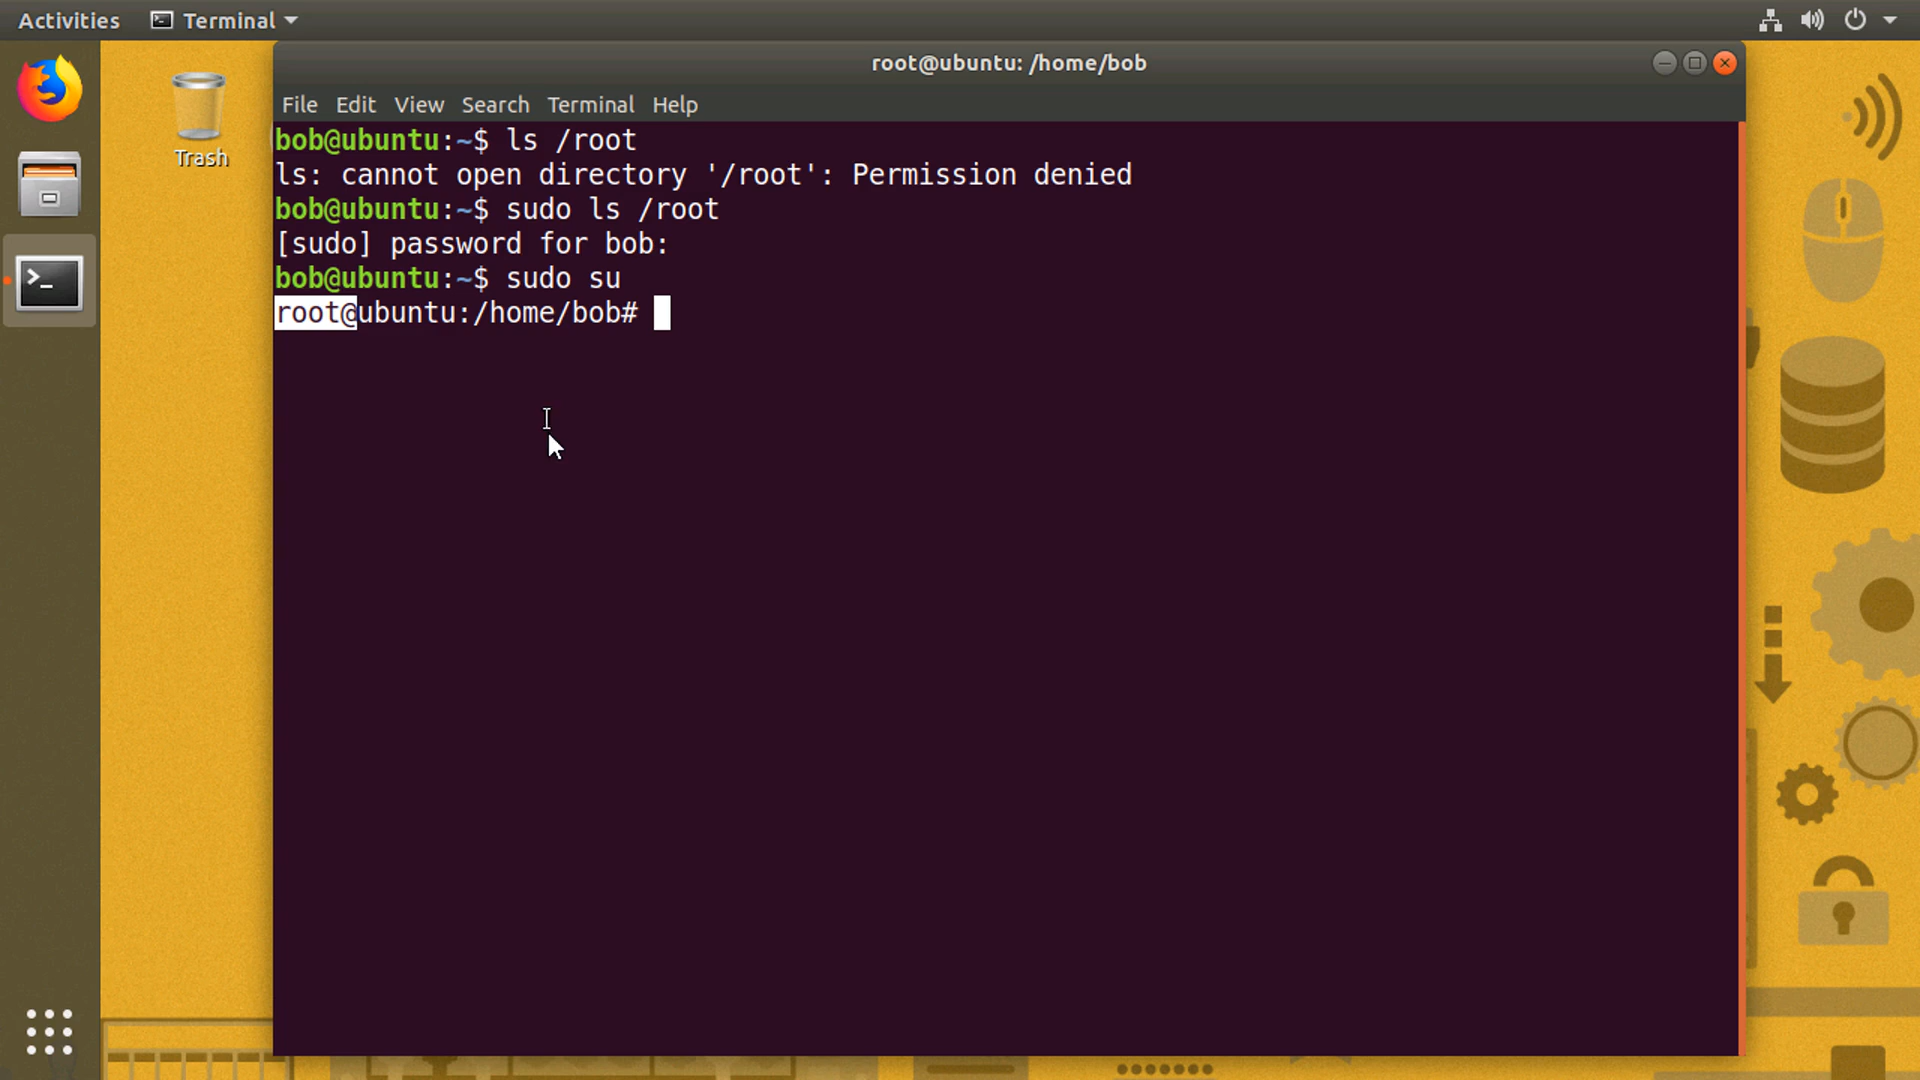 Activities Terminal
root@ubuntu: /home/bob
File Edit View Search Terminal Help
Trash
bob@ubuntu:~$ ls /root
ls: cannot open directory '/root': Permission denied
bob@ubuntu:~$ sudo ls /root
[sudo] password for bob:
bob@ubuntu:~$ sudo su
root@ubuntu:/home/bob#